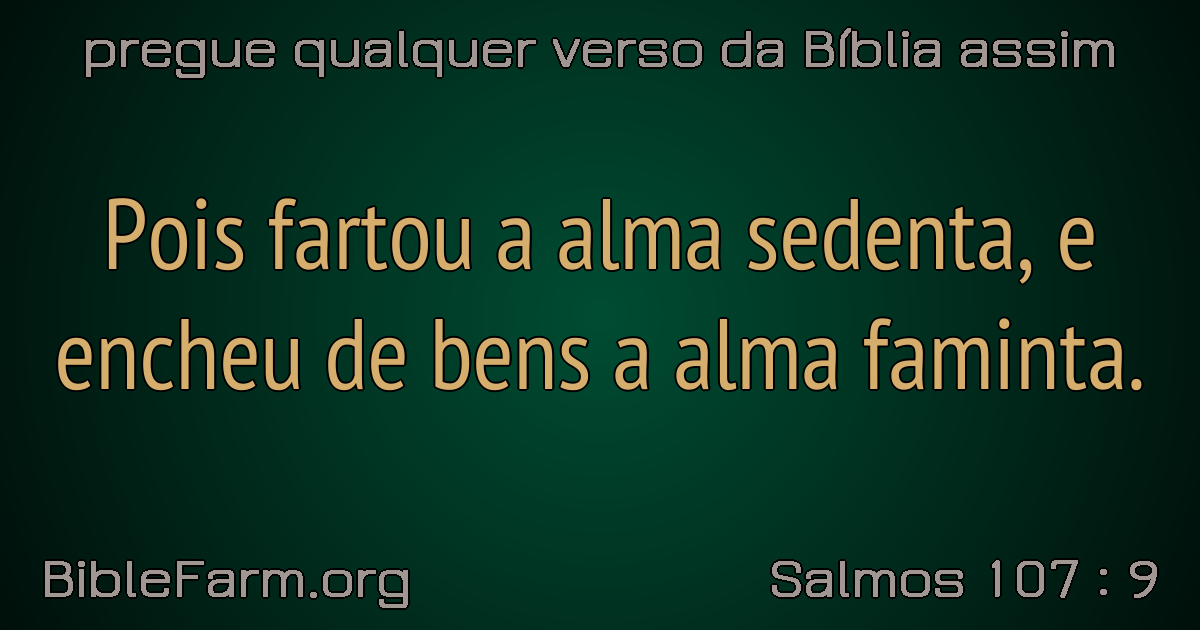 pregue qualquer verso da Bíblia assim
Pois fartou a alma sedenta, e
encheu de bens a alma faminta.
BibleFarm.org
Salmos 107 : 9